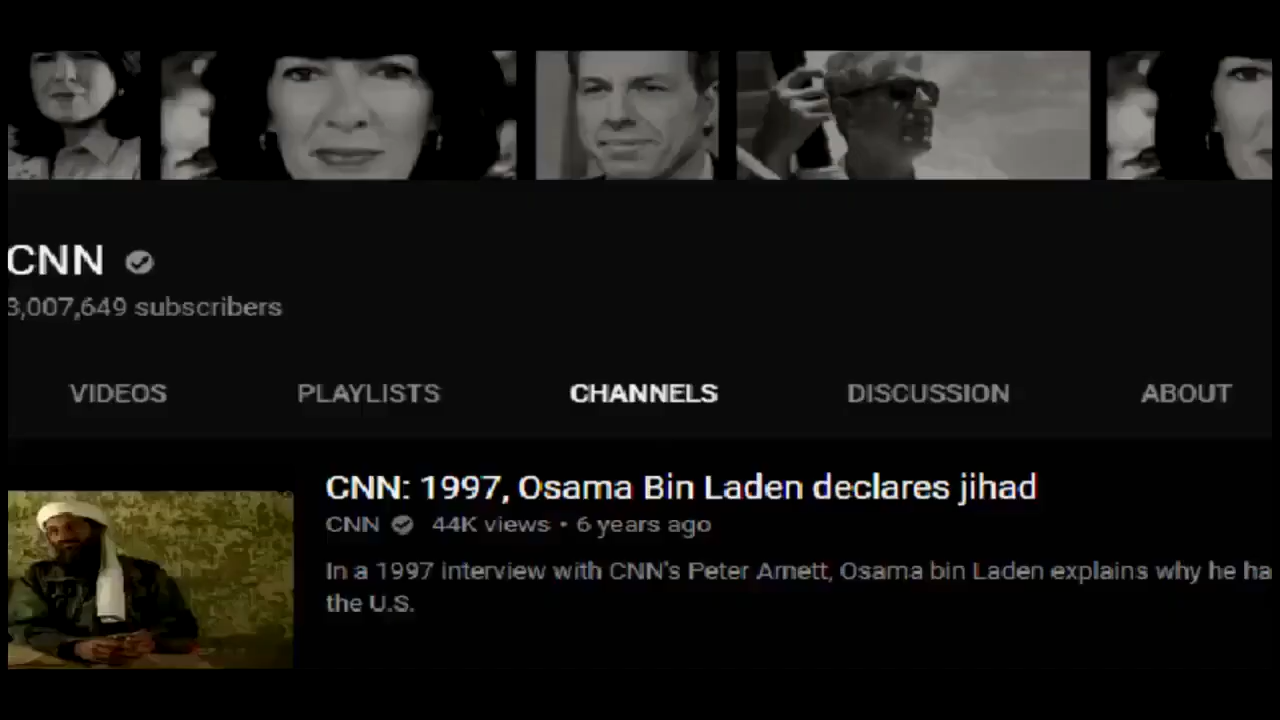 CNN
3,007,649 subscribers
VIDEOS PLAYLISTS CHANNELS DISCUSSION ABOUT
CNN: 1997, Osama Bin Laden declares jihad
CNN 44K views • 6 years ago
In a 1997 interview with CNN's Peter Arnett, Osama bin Laden explains why he ha
the U.S.